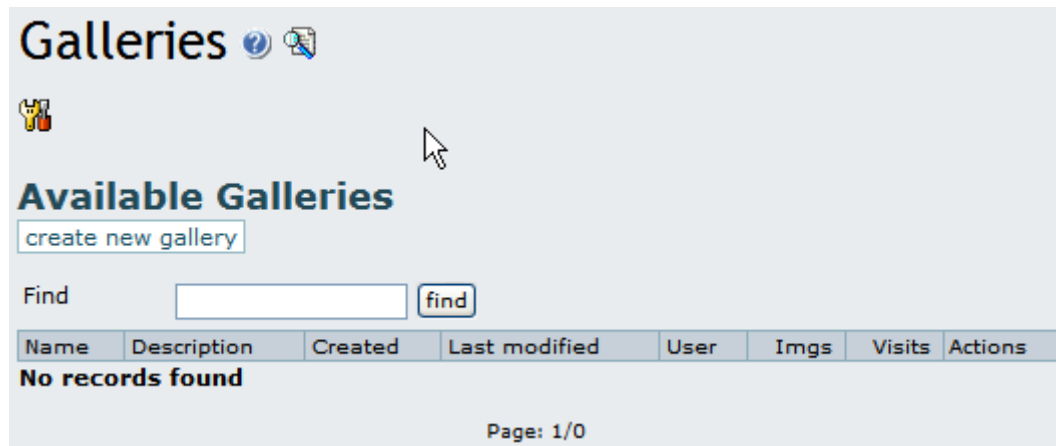 Galleries
Available Galleries
create new gallery
Find find
Name Description Created Last modified User Imgs Visits Actions
No records found
Page: 1/0